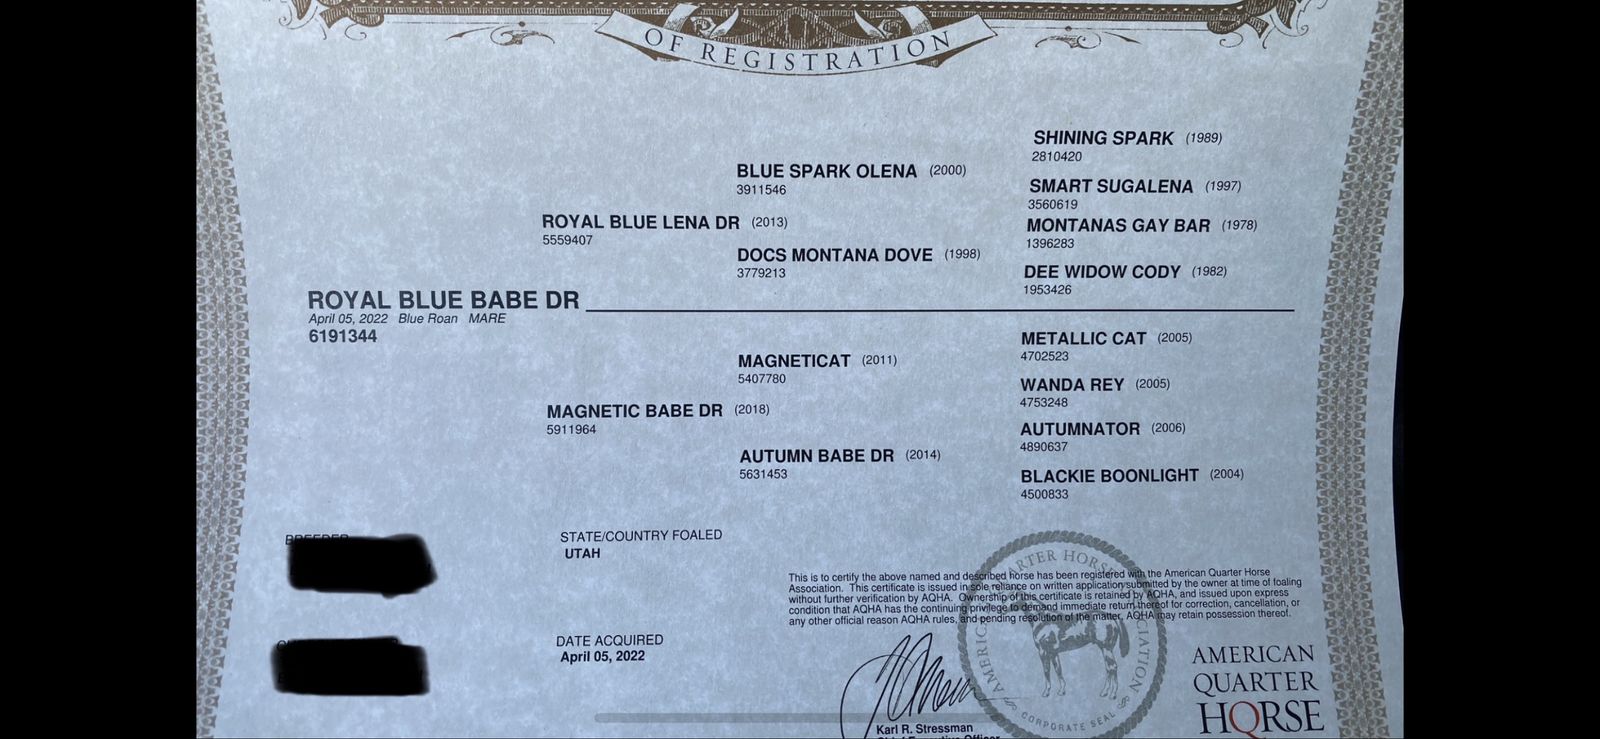 OF REGISTRATION
SHINING SPARK (1989)
2810420
BLUE SPARK OLENA (2000)
3911546
SMART SUGALENA (1997)
3560619
ROYAL BLUE LENA DR (2013)
5559407
MONTANAS GAY BAR (1978)
1396283
DOCS MONTANA DOVE (1998)
3779213
DEE WIDOW CODY (1982)
1953426
ROYAL BLUE BABE DR
April 05, 2022 Blue Roan MARE
6191344
METALLIC CAT (2005)
4702523
MAGNETICAT (2011)
5407780
WANDA REY (2005)
4753248
MAGNETIC BABE DR (2018)
5911964
AUTUMNATOR (2006)
4890637
AUTUMN BABE DR (2014)
5631453
BLACKIE BOONLIGHT (2004)
4500833
BREEDER
STATE/COUNTRY FOALED
UTAH
This is to certify the above named and described horse has been registered with the American Quarter Horse
Association. This certificate is issued in sole reliance on written application submitted by the owner at time of foaling
without further verification by AQHA. Ownership of this certificate is retained by AQHA, and issued upon express
condition that AQHA has the continuing privilege to demand immediate return thereof for correction, cancellation, or
any other official reason AQHA rules, and pending resolution of the matter, AQHA may retain possession thereof.
DATE ACQUIRED
April 05, 2022
CORPORATE SEAL
Karl R. Stressman
Chief Executive Officer
AMERICAN
QUARTER
HORSE